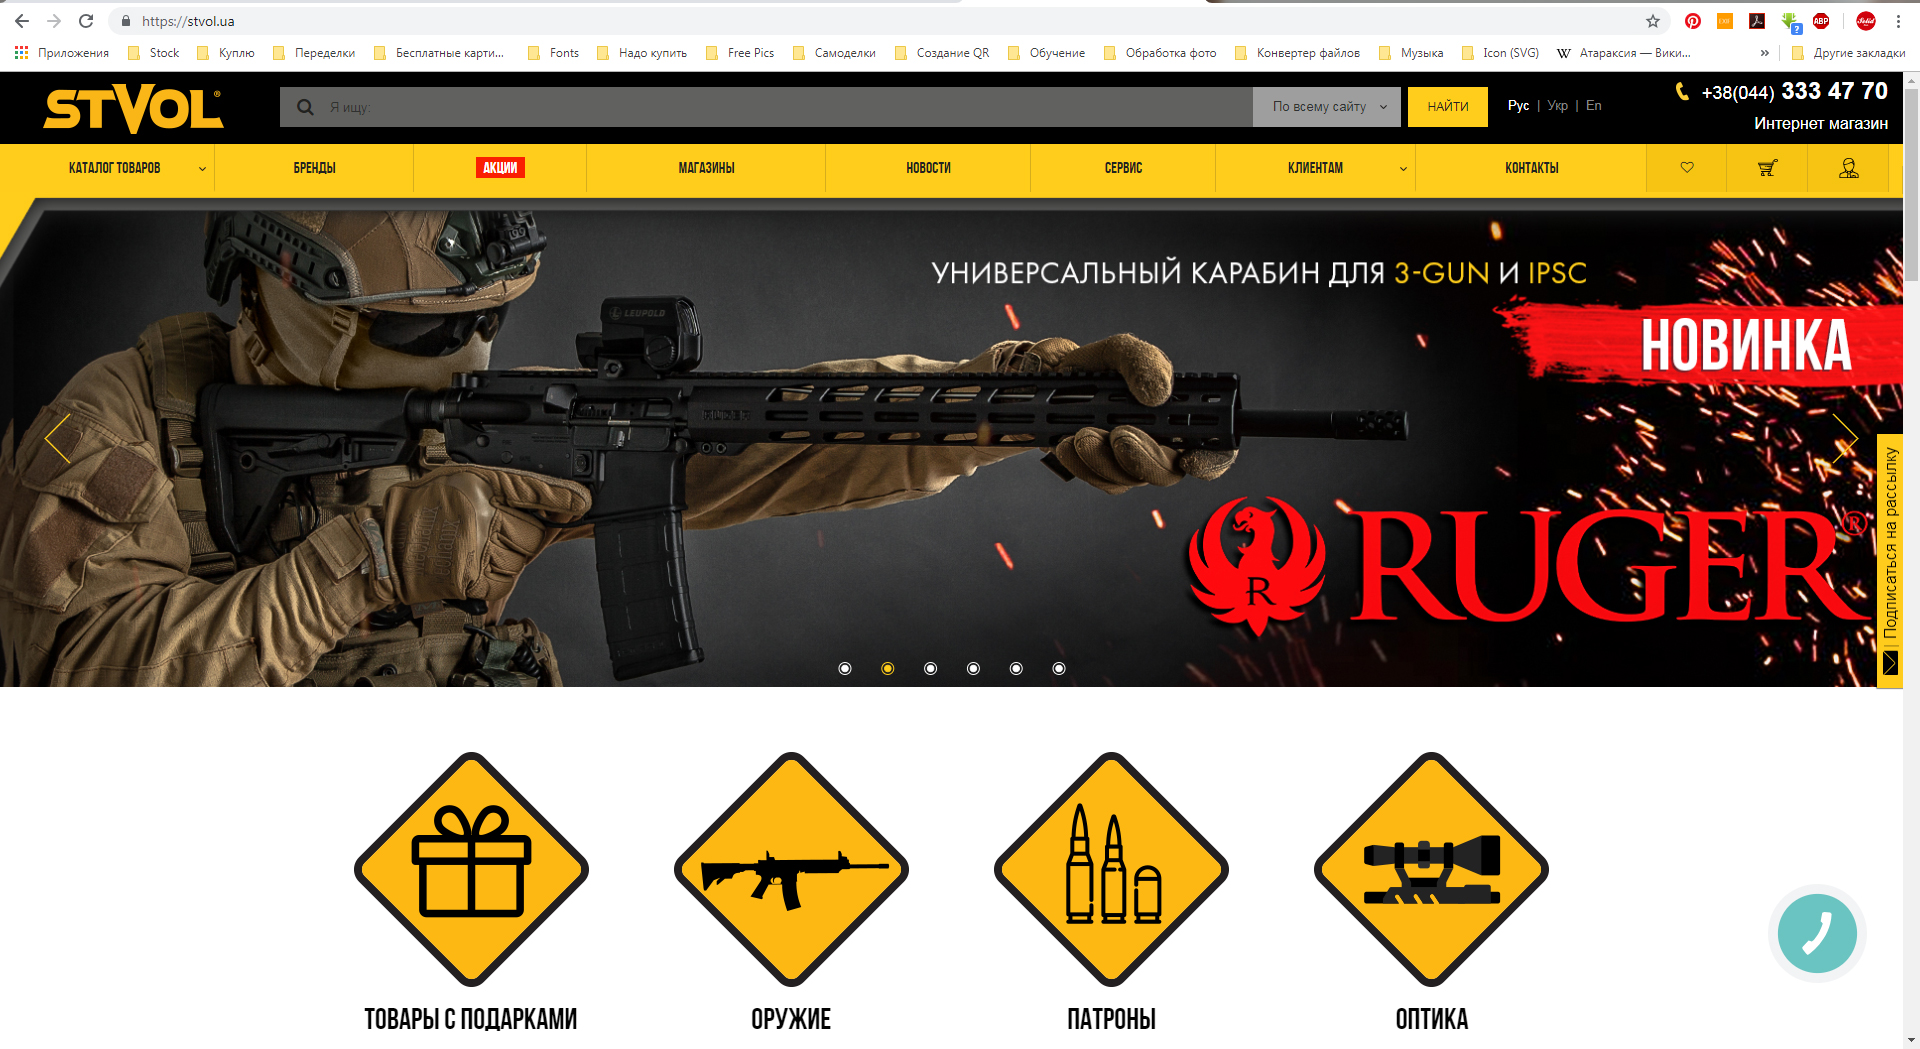 https://stvol.ua
ABP
Solid
Приложения
Stock
Куплю
Переделки
Бесплатные карти...
Fonts
Надо купить
Free Pics
Самоделки
Создание QR
Обучение
Обработка фото
Конвертер файлов
Музыка
Icon (SVG)
W Атараксия — Вики...
»
Другие закладки
STVOL®
Я ищу:
По всему сайту
НАЙТИ
Рус | Укр | En
+38(044) 333 47 70
Интернет магазин
КАТАЛОГ ТОВАРОВ
БРЕНДЫ
АКЦИИ
МАГАЗИНЫ
НОВОСТИ
СЕРВИС
КЛИЕНТАМ
КОНТАКТЫ
УНИВЕРСАЛЬНЫЙ КАРАБИН ДЛЯ 3-GUN И IPSC
НОВИНКА
LEUPOLD
R
RUGER®
Подписаться на рассылку
ТОВАРЫ С ПОДАРКАМИ
ОРУЖИЕ
ПАТРОНЫ
ОПТИКА